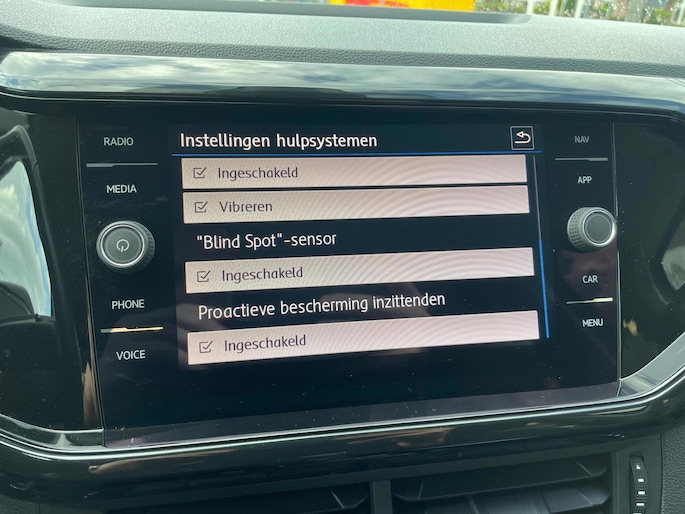 RADIO
MEDIA
PHONE
VOICE
Instellingen hulpsystemen
Ingeschakeld
Vibreren
"Blind Spot"-sensor
Ingeschakeld
Proactieve bescherming inzittenden
Ingeschakeld
NAV
APP
CAR
MENU